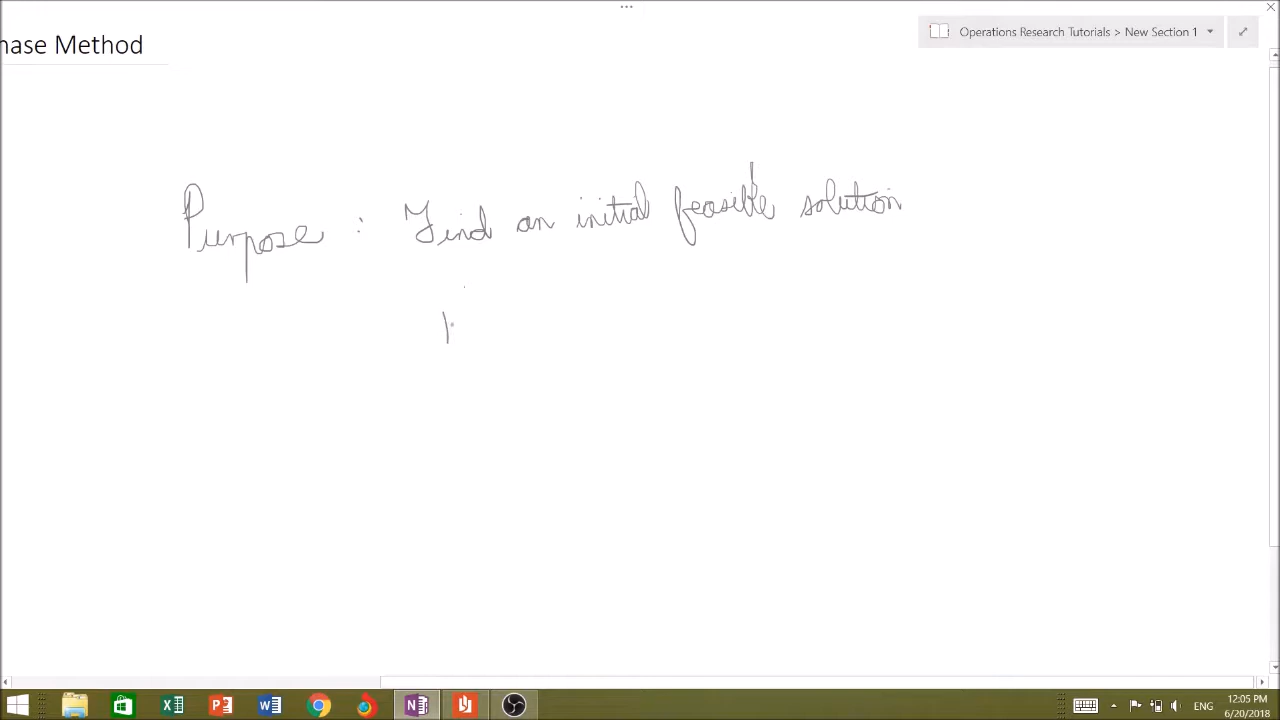 hase Method
Operations Research Tutorials > New Section 1
Purpose : Find an initial feasible solution
ENG
12:05 PM
6/20/2018